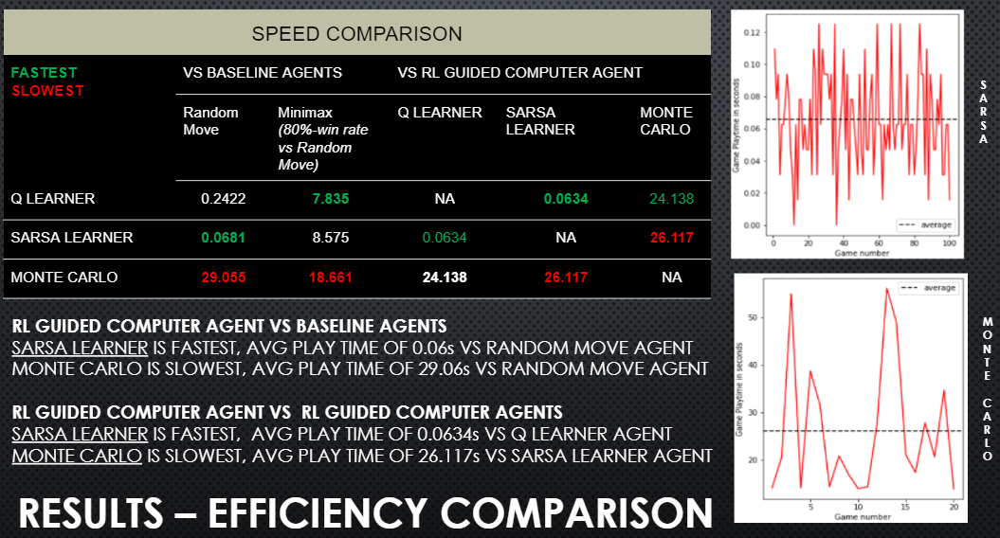 SPEED COMPARISON
FASTEST
SLOWEST
VS BASELINE AGENTS
VS RL GUIDED COMPUTER AGENT
Random
Move
Minimax
(80%-win rate
vs Random
Move)
Q LEARNER
SARSA
LEARNER
MONTE
CARLO
Q LEARNER 0.2422 7.835 NA 0.0634 24.138
SARSA LEARNER 0.0681 8.575 0.0634 NA 26.117
MONTE CARLO 29.055 18.661 24.138 26.117 NA
RL GUIDED COMPUTER AGENT VS BASELINE AGENTS
SARSA LEARNER IS FASTEST, AVG PLAY TIME OF 0.06s VS RANDOM MOVE AGENT
MONTE CARLO IS SLOWEST, AVG PLAY TIME OF 29.06s VS RANDOM MOVE AGENT
RL GUIDED COMPUTER AGENT VS RL GUIDED COMPUTER AGENTS
SARSA LEARNER IS FASTEST, AVG PLAY TIME OF 0.0634s VS Q LEARNER AGENT
MONTE CARLO IS SLOWEST, AVG PLAY TIME OF 26.117s VS SARSA LEARNER AGENT
RESULTS – EFFICIENCY COMPARISON
Game Playtime in seconds
0.12
0.10
0.08
0.06
0.04
0.02
0.00
average
0 20 40 60 80 100
Game number
SARSA
Game Playtime in seconds
average
50
40
30
20
5 10 15 20
Game number
MONTE CARLO